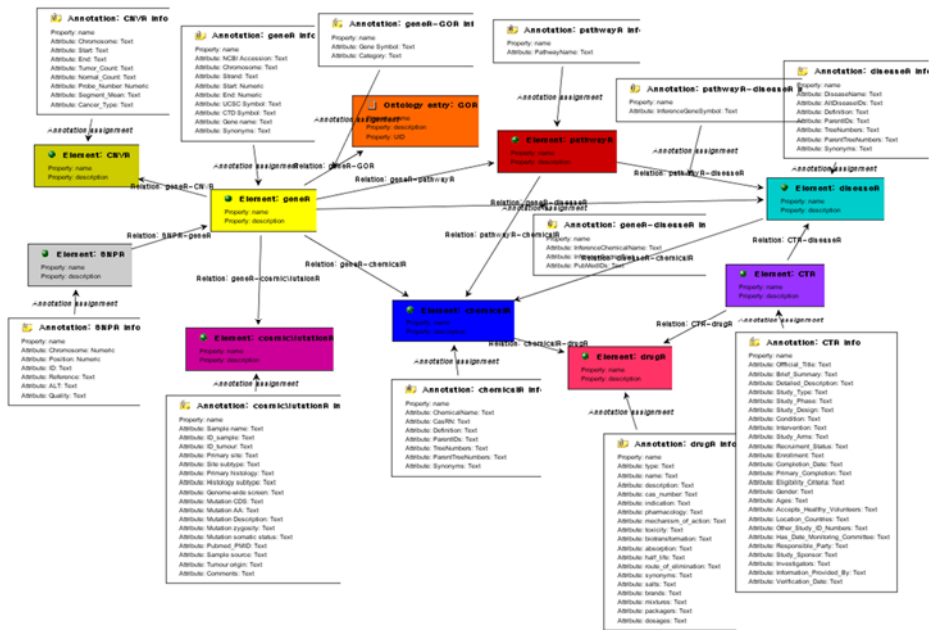 Annotation: CNVR info
Property: name
Attribute: Chromosome: Text
Attribute: Start: Text
Attribute: End: Text
Attribute: Tumor_Count: Text
Attribute: Normal_Count: Text
Attribute: Probe_Number: Numeric
Attribute: Segment_Mean: Text
Attribute: Cancer_Type: Text
Annotation: geneR info
Property: name
Attribute: NCBI Accession: Text
Attribute: Chromosome: Text
Attribute: Strand: Text
Attribute: Start: Numeric
Attribute: End: Numeric
Attribute: UCSC Symbol: Text
Attribute: CTD Symbol: Text
Attribute: Gene name: Text
Attribute: Synonyms: Text
Annotation: geneR-GOR inf
Property: name
Attribute: Gene Symbol: Text
Attribute: Category: Text
Annotation: pathwayR info
Property: name
Attribute: PathwayName: Text
Annotation: pathwayR-diseaseR in
Property: name
Attribute: InferenceGeneSymbol: Text
Annotation: diseaseR info
Property: name
Attribute: DiseaseName: Text
Attribute: AltDiseaseIDs: Text
Attribute: Definition: Text
Attribute: ParentIDs: Text
Attribute: TreeNumbers: Text
Attribute: ParentTreeNumbers: Text
Attribute: Synonyms: Text
Ontology entry: GOR
Property: name
Property: description
Property: UID
Annotation assignment
Annotation assignment
Relation: geneR-GOR
Annotation assignment
Annotation assignment
Annotation assignment
Element: CNVR
Property: name
Property: description
Relation: geneR-CNVR
Element: geneR
Property: name
Property: description
Relation: geneR-pathwayR
Element: pathwayR
Property: name
Property: description
Relation: pathwayR-diseaseR
Element: diseaseR
Property: name
Property: description
Relation: geneR-diseaseR
Annotation assignment
Relation: SNPR-geneR
Relation: pathwayR-chemicalR
Annotation: geneR-diseaseR in
Property: name
Attribute: InferenceChemicalName: Text
Attribute: PubMedIDs: Text
Relation: diseaseR-chemicalR
Relation: CTR-diseaseR
Element: SNPR
Property: name
Property: description
Relation: geneR-cosmicMutationR
Relation: geneR-chemicalR
Element: CTR
Property: name
Property: description
Annotation assignment
Annotation: SNPR info
Property: name
Attribute: Chromosome: Numeric
Attribute: Position: Numeric
Attribute: ID: Text
Attribute: Reference: Text
Attribute: ALT: Text
Attribute: Quality: Text
Element: cosmicMutationR
Property: name
Property: description
Element: chemicalR
Property: name
Property: description
Relation: chemicalR-drugR
Relation: CTR-drugR
Annotation assignment
Element: drugR
Property: name
Property: description
Annotation assignment
Annotation assignment
Annotation assignment
Annotation: cosmicMutationR in
Property: name
Attribute: Sample name: Text
Attribute: ID_sample: Text
Attribute: ID_tumour: Text
Attribute: Primary site: Text
Attribute: Site subtype: Text
Attribute: Primary histology: Text
Attribute: Histology subtype: Text
Attribute: Genome-wide screen: Text
Attribute: Mutation CDS: Text
Attribute: Mutation AA: Text
Attribute: Mutation Description: Text
Attribute: Mutation zygosity: Text
Attribute: Mutation somatic status: Text
Attribute: Pubmed_PMID: Text
Attribute: Sample source: Text
Attribute: Tumour origin: Text
Attribute: Comments: Text
Annotation: chemicalR info
Property: name
Attribute: ChemicalName: Text
Attribute: CasRN: Text
Attribute: Definition: Text
Attribute: ParentIDs: Text
Attribute: TreeNumbers: Text
Attribute: ParentTreeNumbers: Text
Attribute: Synonyms: Text
Annotation: drugR info
Property: name
Attribute: type: Text
Attribute: name: Text
Attribute: description: Text
Attribute: cas_number: Text
Attribute: indication: Text
Attribute: pharmacology: Text
Attribute: mechanism_of_action: Text
Attribute: toxicity: Text
Attribute: biotransformation: Text
Attribute: absorption: Text
Attribute: half_life: Text
Attribute: route_of_elimination: Text
Attribute: synonyms: Text
Attribute: salts: Text
Attribute: brands: Text
Attribute: mixtures: Text
Attribute: packagers: Text
Attribute: dosages: Text
Annotation: CTR info
Property: name
Attribute: Offficial_Title: Text
Attribute: Brief_Summary: Text
Attribute: Detailed_Description: Text
Attribute: Study_Type: Text
Attribute: Study_Phase: Text
Attribute: Study_Design: Text
Attribute: Condition: Text
Attribute: Intervention: Text
Attribute: Study_Arms: Text
Attribute: Recruitment_Status: Text
Attribute: Enrollment: Text
Attribute: Completion_Date: Text
Attribute: Primary_Completion: Text
Attribute: Eligibility_Criteria: Text
Attribute: Gender: Text
Attribute: Ages: Text
Attribute: Accepts_Healthy_Volunteers: Text
Attribute: Location_Countries: Text
Attribute: Other_Study_ID_Numbers: Text
Attribute: Has_Date_Monitoring_Committee: Text
Attribute: Responsible_Party: Text
Attribute: Study_Sponsor: Text
Attribute: Investigators: Text
Attribute: Information_Provided_By: Text
Attribute: Verification_Date: Text